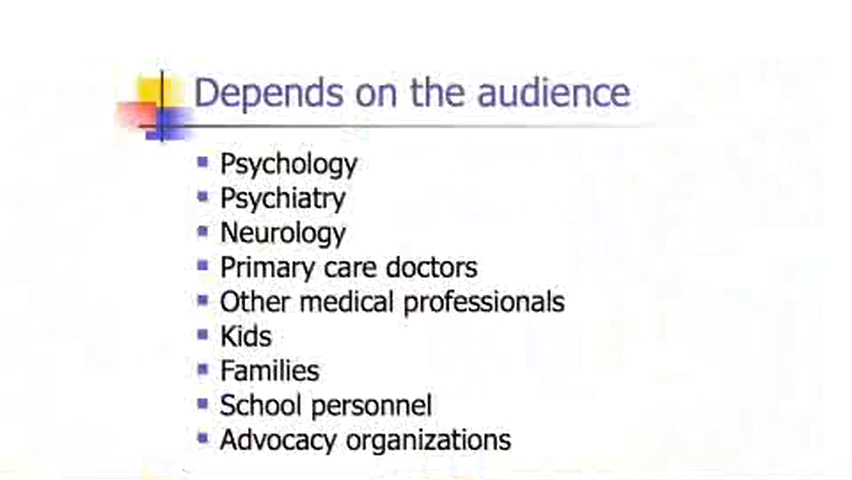 Depends on the audience
Psychology
Psychiatry
Neurology
Primary care doctors
Other medical professionals
Kids
Families
School personnel
Advocacy organizations